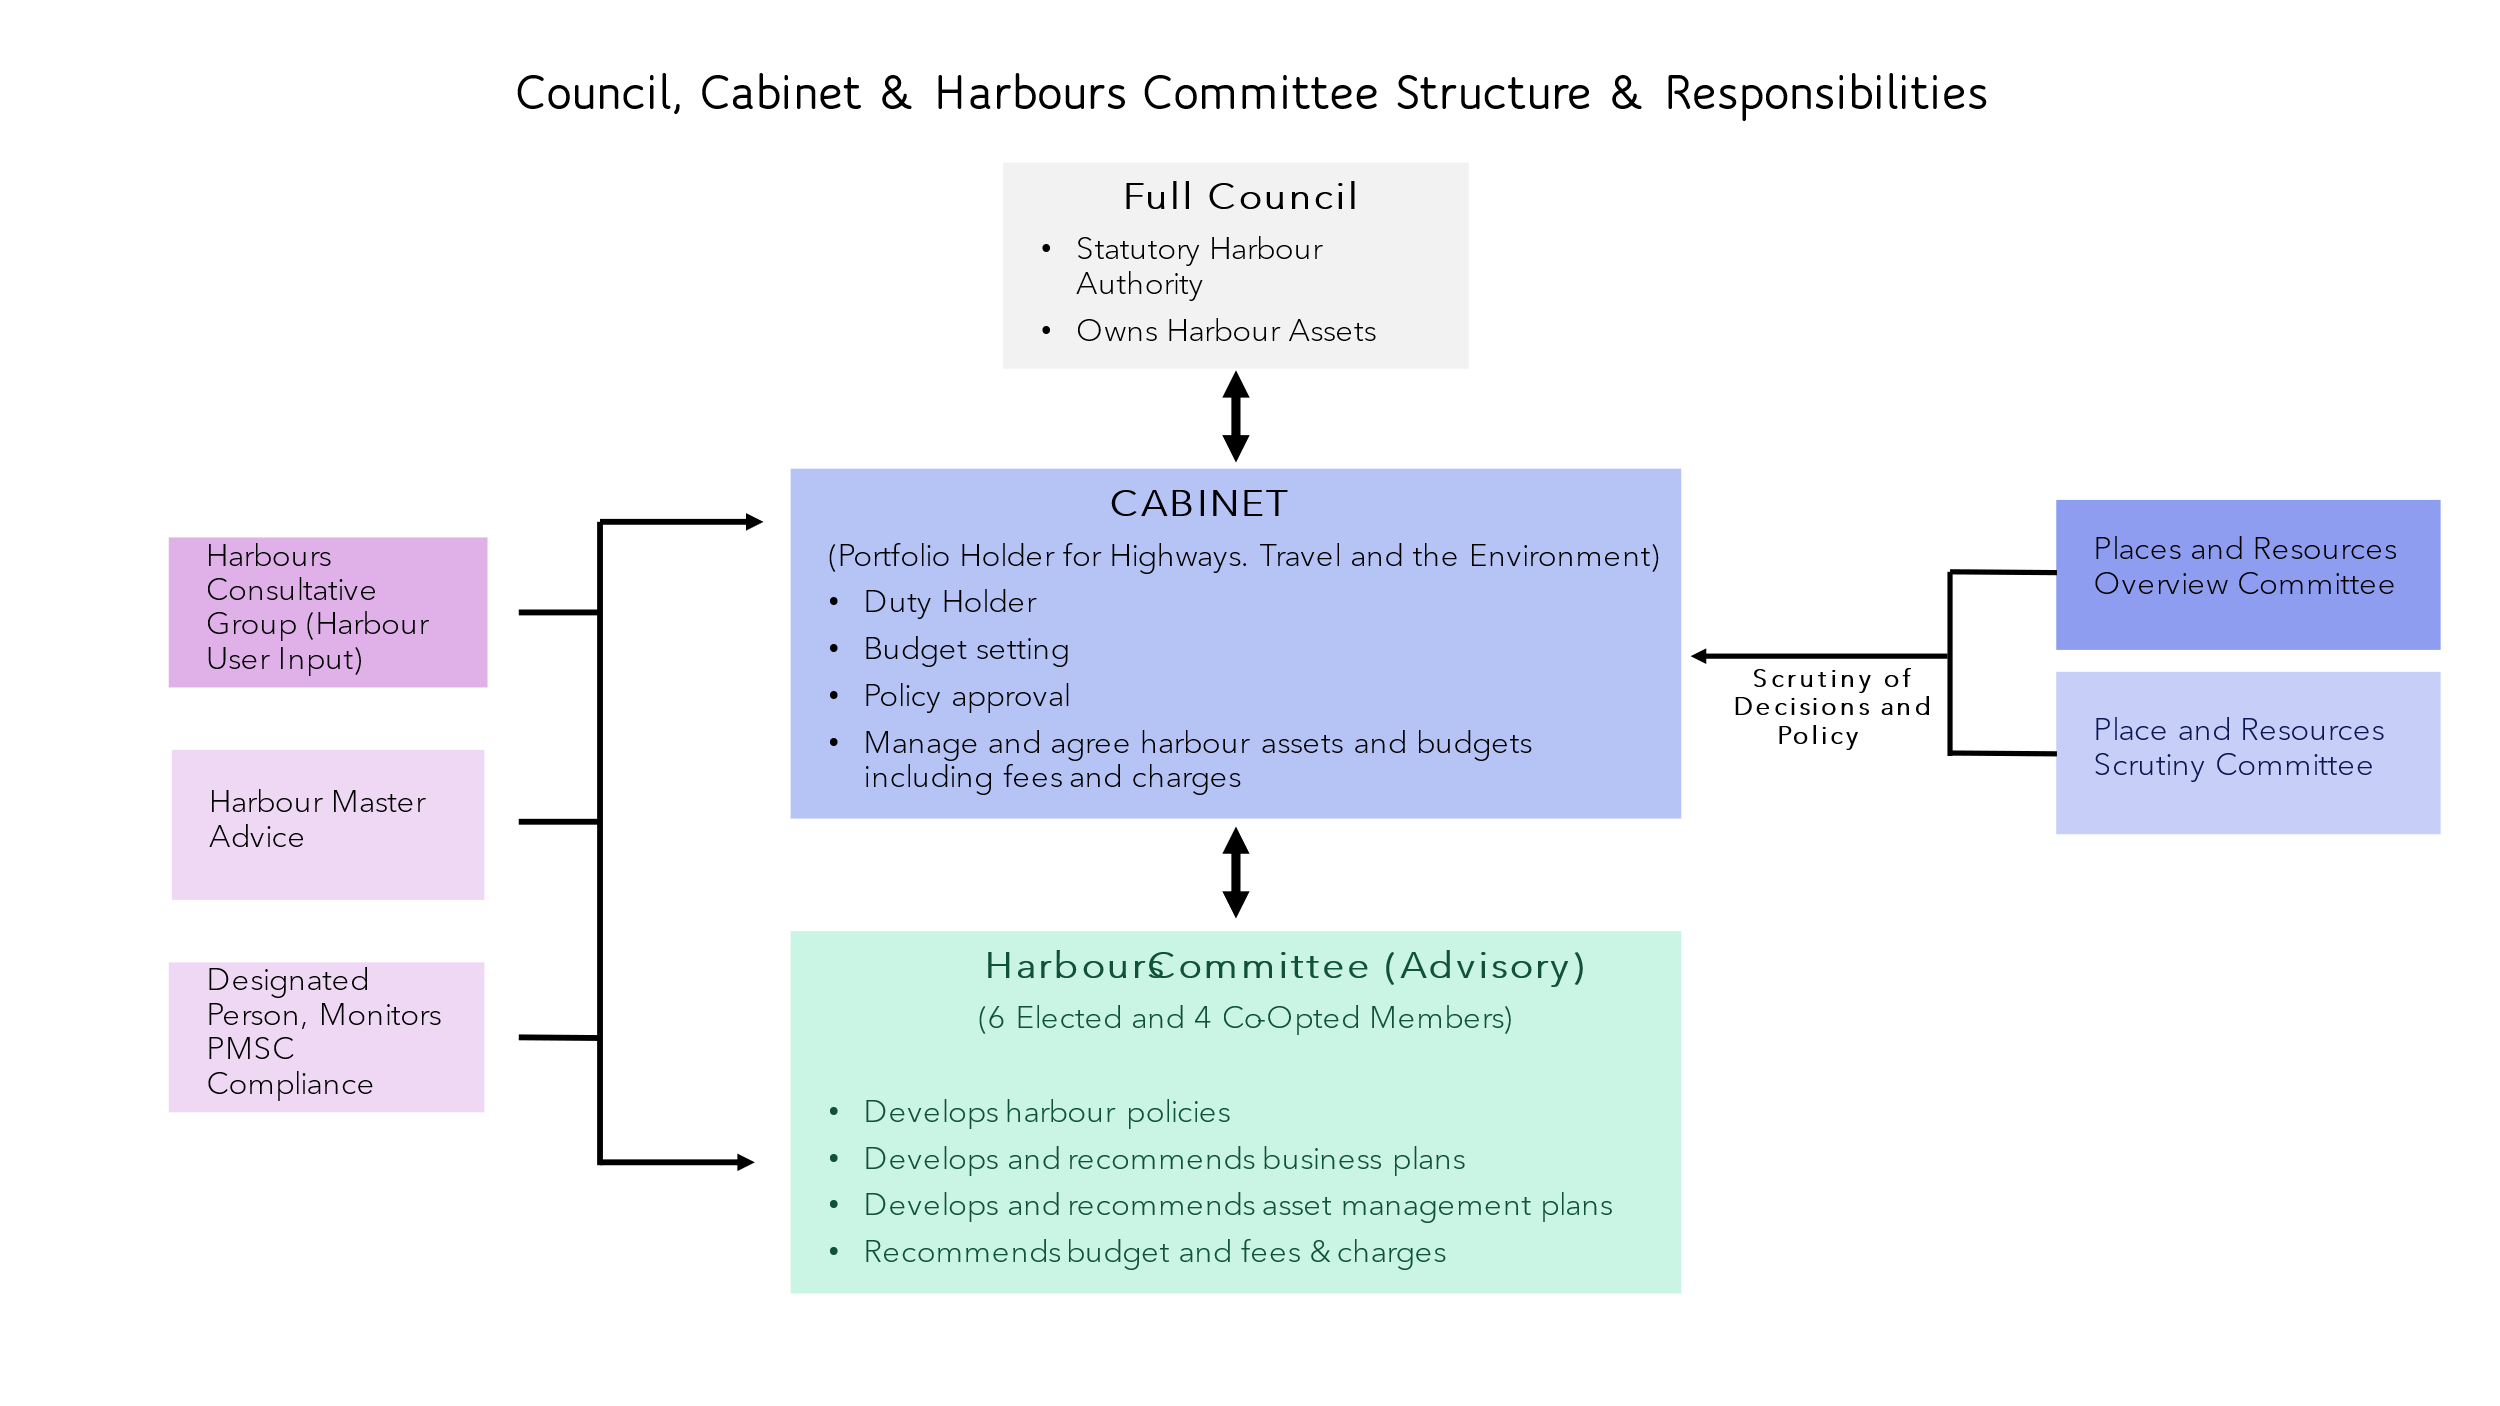 Council, Cabinet & Harbours Committee Structure & Responsibilities
Full Council
• Statutory Harbour
Authority
• Owns Harbour Assets
CABINET
(Portfolio Holder for Highways. Travel and the Environment)
• Duty Holder
• Budget setting
• Policy approval
• Manage and agree harbour assets and budgets
including fees and charges
Harbours
Consultative
Group (Harbour
User Input)
Harbour Master
Advice
Designated
Person, Monitors
PMSC
Compliance
Places and Resources
Overview Committee
Scrutiny of
Decisions and
Policy
Place and Resources
Scrutiny Committee
Harbours Committee (Advisory)
(6 Elected and 4 Co-Opted Members)
• Develops harbour policies
• Develops and recommends business plans
• Develops and recommends asset management plans
• Recommends budget and fees & charges